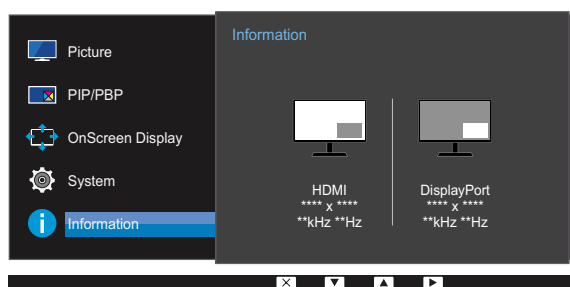 Information
Picture
PIP/PBP
OnScreen Display
System
Information
HDMI
**** x ****
**kHz **Hz
DisplayPort
**** x ****
**kHz **Hz